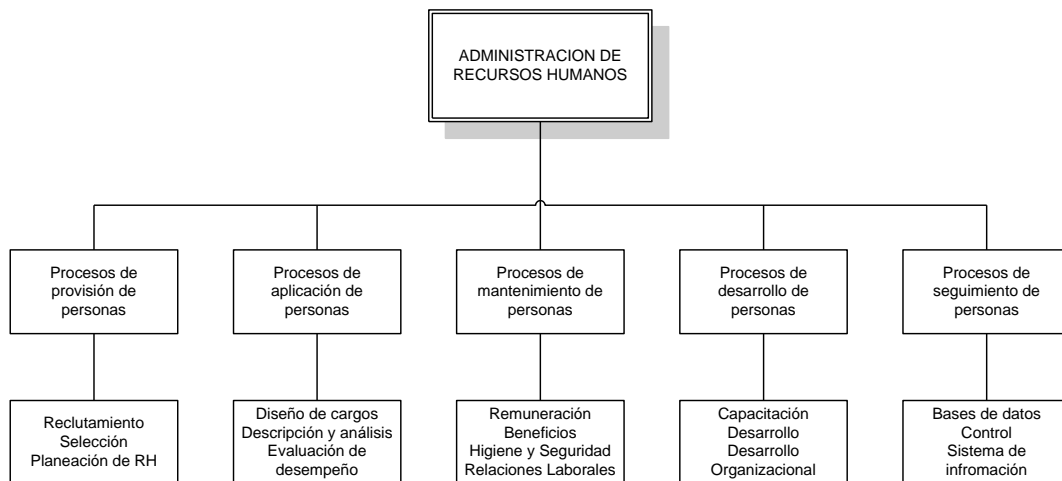 ADMINISTRACION DE
RECURSOS HUMANOS
Procesos de
provisión de
personas
Procesos de
aplicación de
personas
Procesos de
mantenimiento de
personas
Procesos de
desarrollo de
personas
Procesos de
seguimiento de
personas
Reclutamiento
Selección
Planeación de RH
Diseño de cargos
Descripción y análisis
Evaluación de
desempeño
Remuneración
Beneficios
Higiene y Seguridad
Relaciones Laborales
Capacitación
Desarrollo
Desarrollo
Organizacional
Bases de datos
Control
Sistema de
infromación